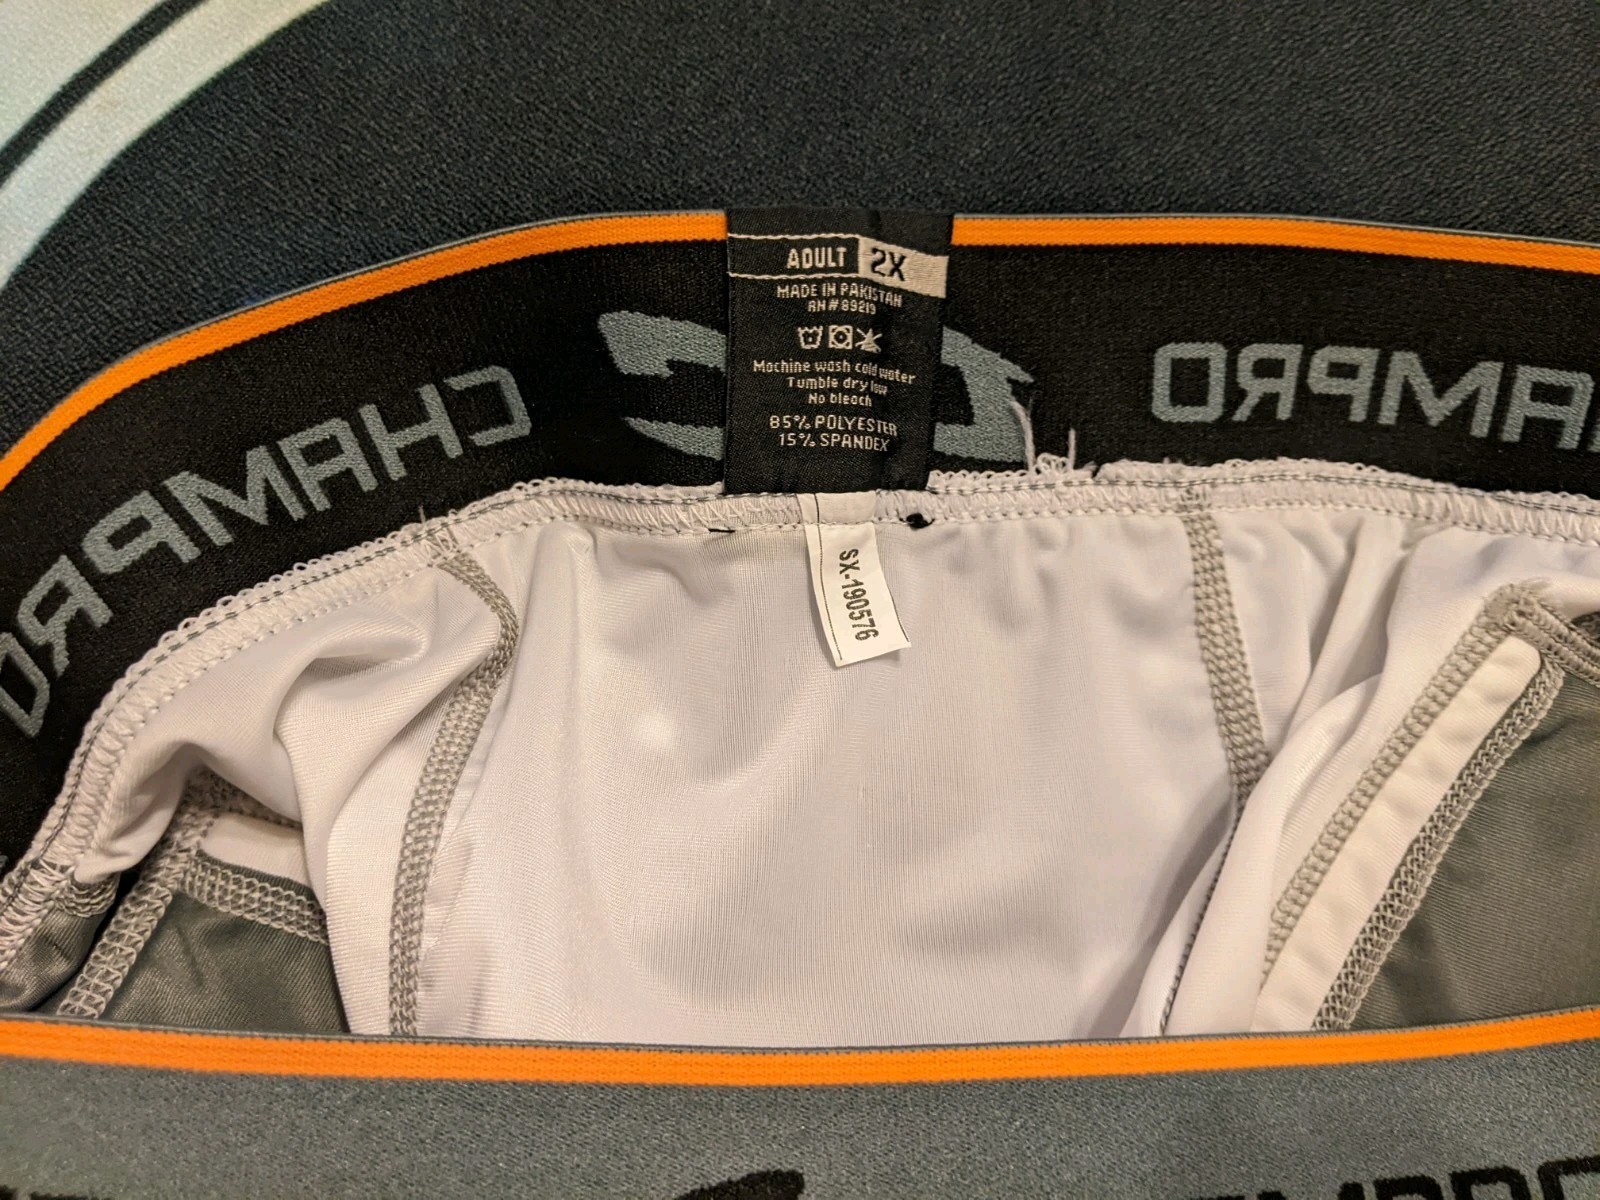 ADULT 2X
MADE IN PAKISTAN
RN# 89219
Machine wash cold water
Tumble dry low
No bleach
85% POLYESTER
15% SPANDEX
CHAMPRO
CHAMPRO
SX-190576